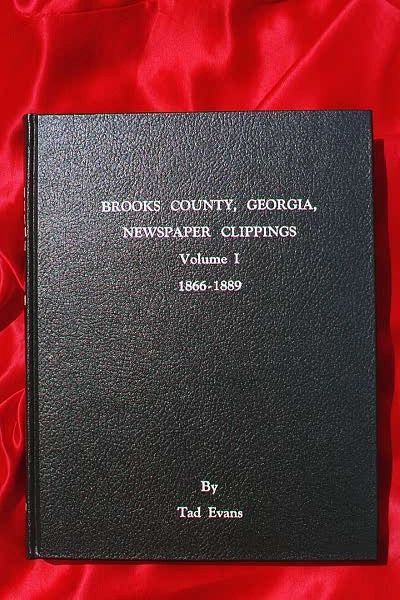 BROOKS COUNTY, GEORGIA,
NEWSPAPER CLIPPINGS
Volume I
1866-1889
By
Tad Evans